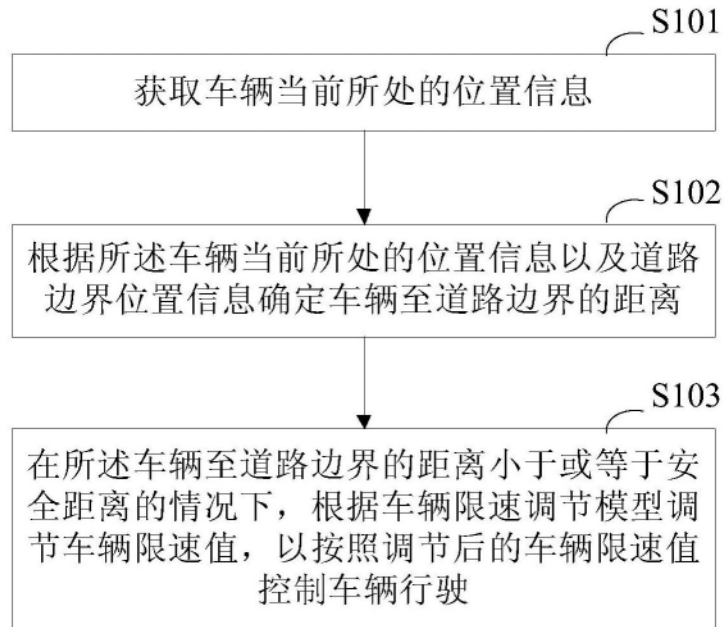 S101
获取车辆当前所处的位置信息
S102
根据所述车辆当前所处的位置信息以及道路
边界位置信息确定车辆至道路边界的距离
S103
在所述车辆至道路边界的距离小于或等于安
全距离的情况下，根据车辆限速调节模型调
节车辆限速值，以按照调节后的车辆限速值
控制车辆行驶